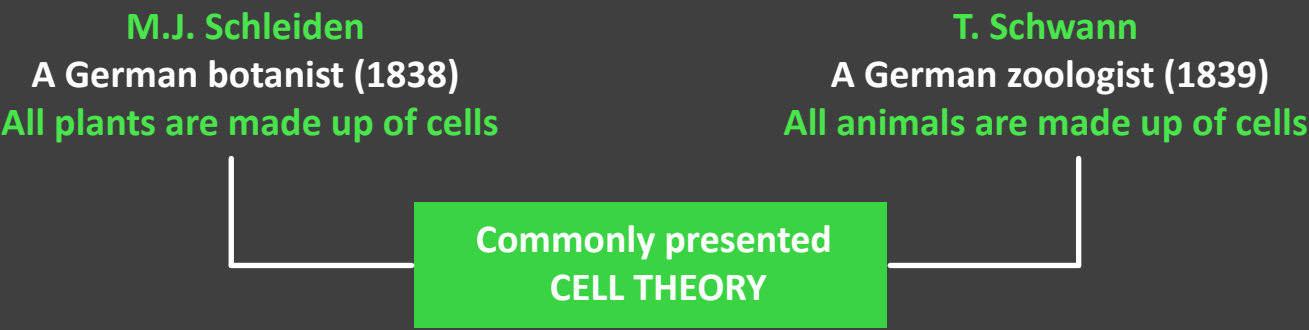 M.J. Schleiden
A German botanist (1838)
All plants are made up of cells
T. Schwann
A German zoologist (1839)
All animals are made up of cells
Commonly presented
CELL THEORY